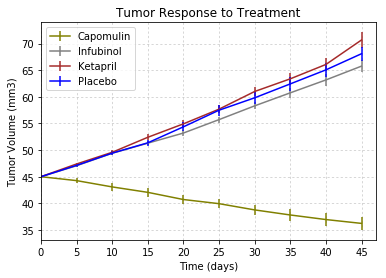 Tumor Response to Treatment
Capomulin
Infubinol
Ketapril
Placebo
Tumor Volume (mm3)
70
65
60
55
50
45
40
35
0 5 10 15 20 25 30 35 40 45
Time (days)